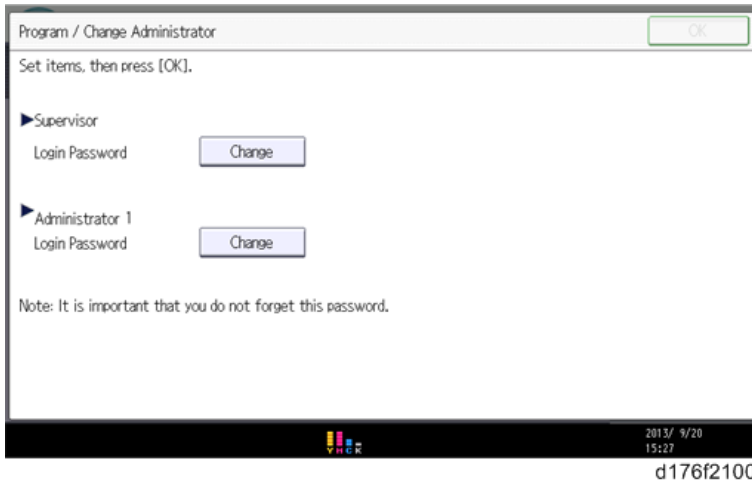 Program / Change Administrator OK
Set items, then press [OK].
▶Supervisor
Login Password Change
▶Administrator 1
Login Password Change
Note: It is important that you do not forget this password.
Y M C K
2013/ 9/20
15:27
d176f2100